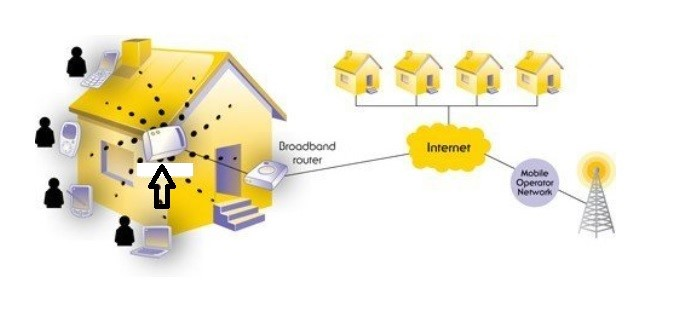 Broadband
router
Internet
Mobile
Operator
Network